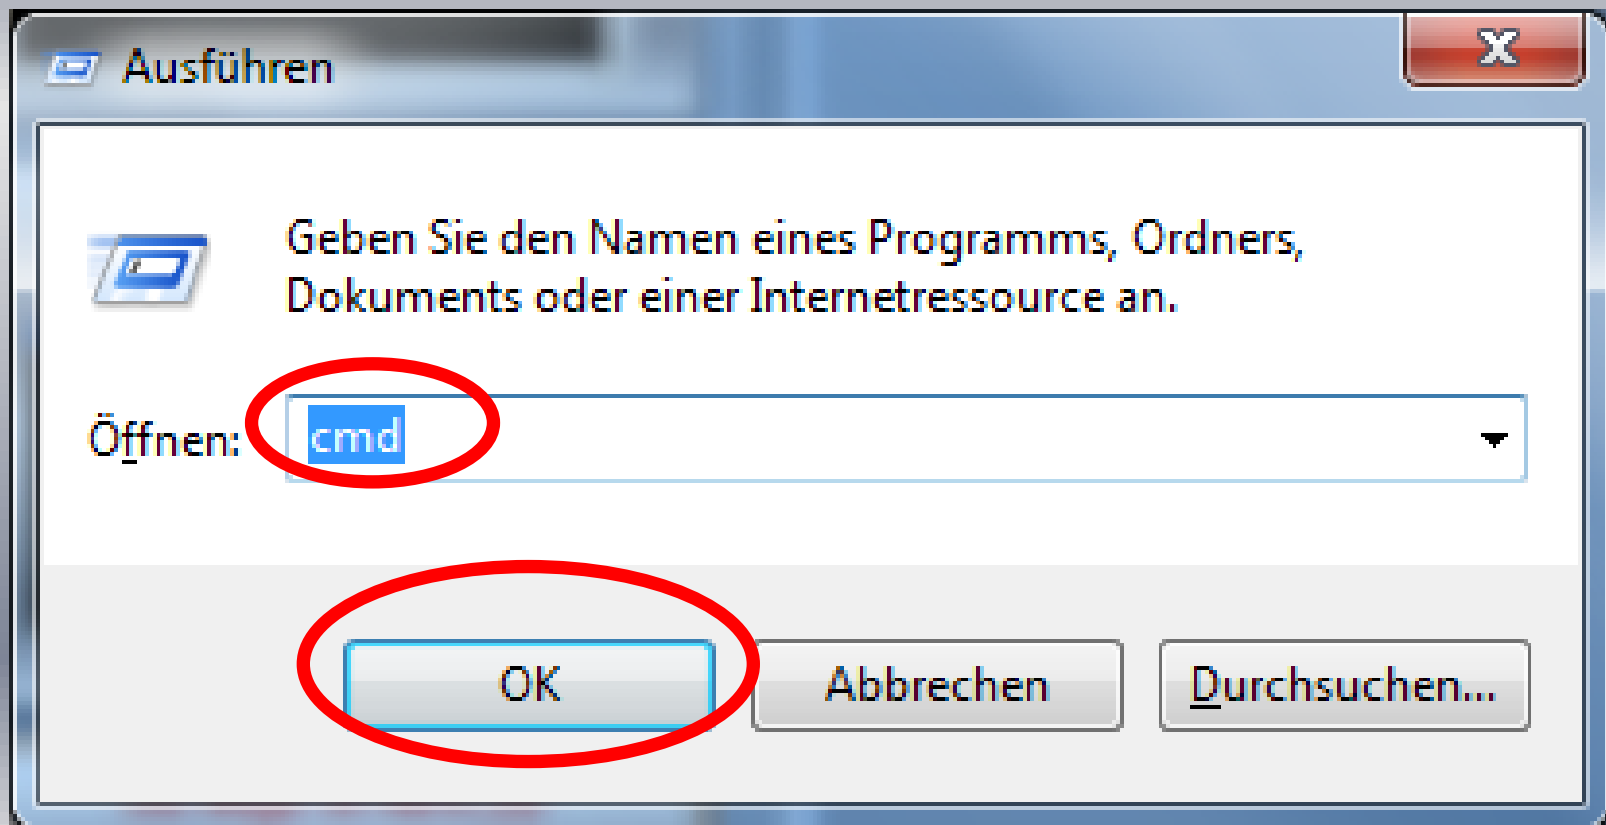 Ausführen
Geben Sie den Namen eines Programms, Ordners,
Dokuments oder einer Internetressource an.
Öffnen: cmd
OK Abbrechen Durchsuchen...